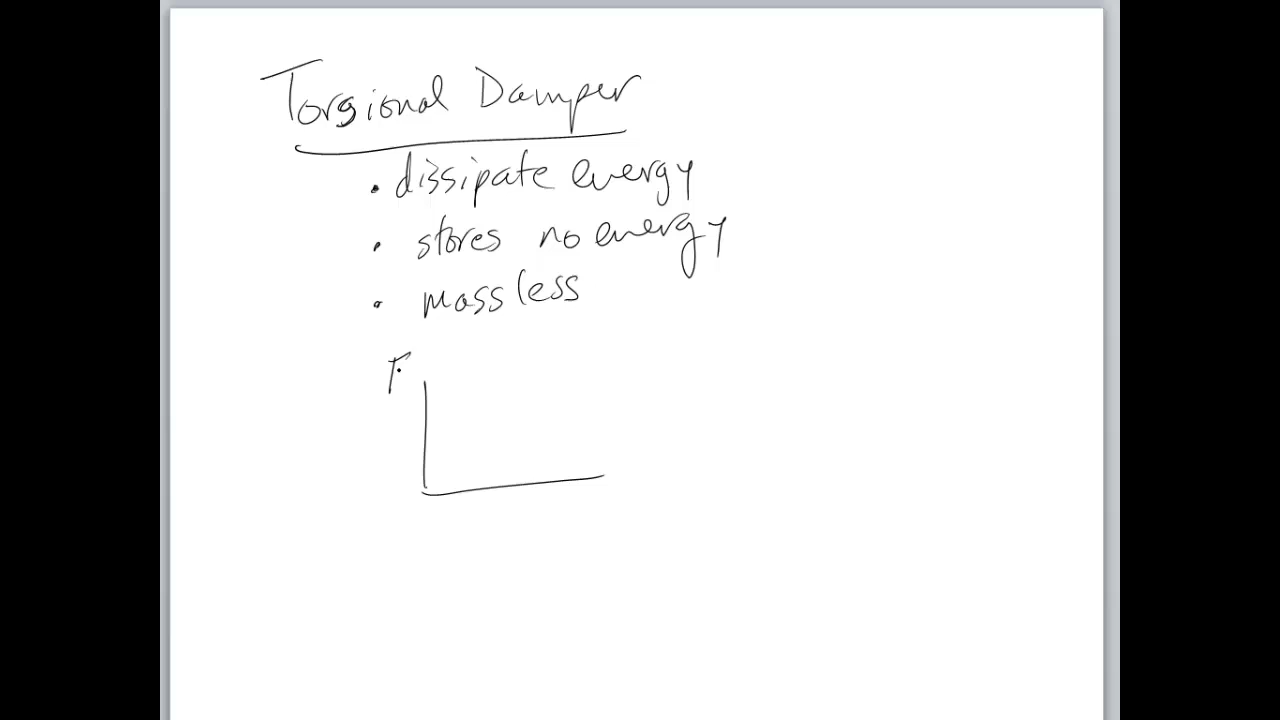 Torsional Damper
• dissipate energy
• stores no energy
• massless